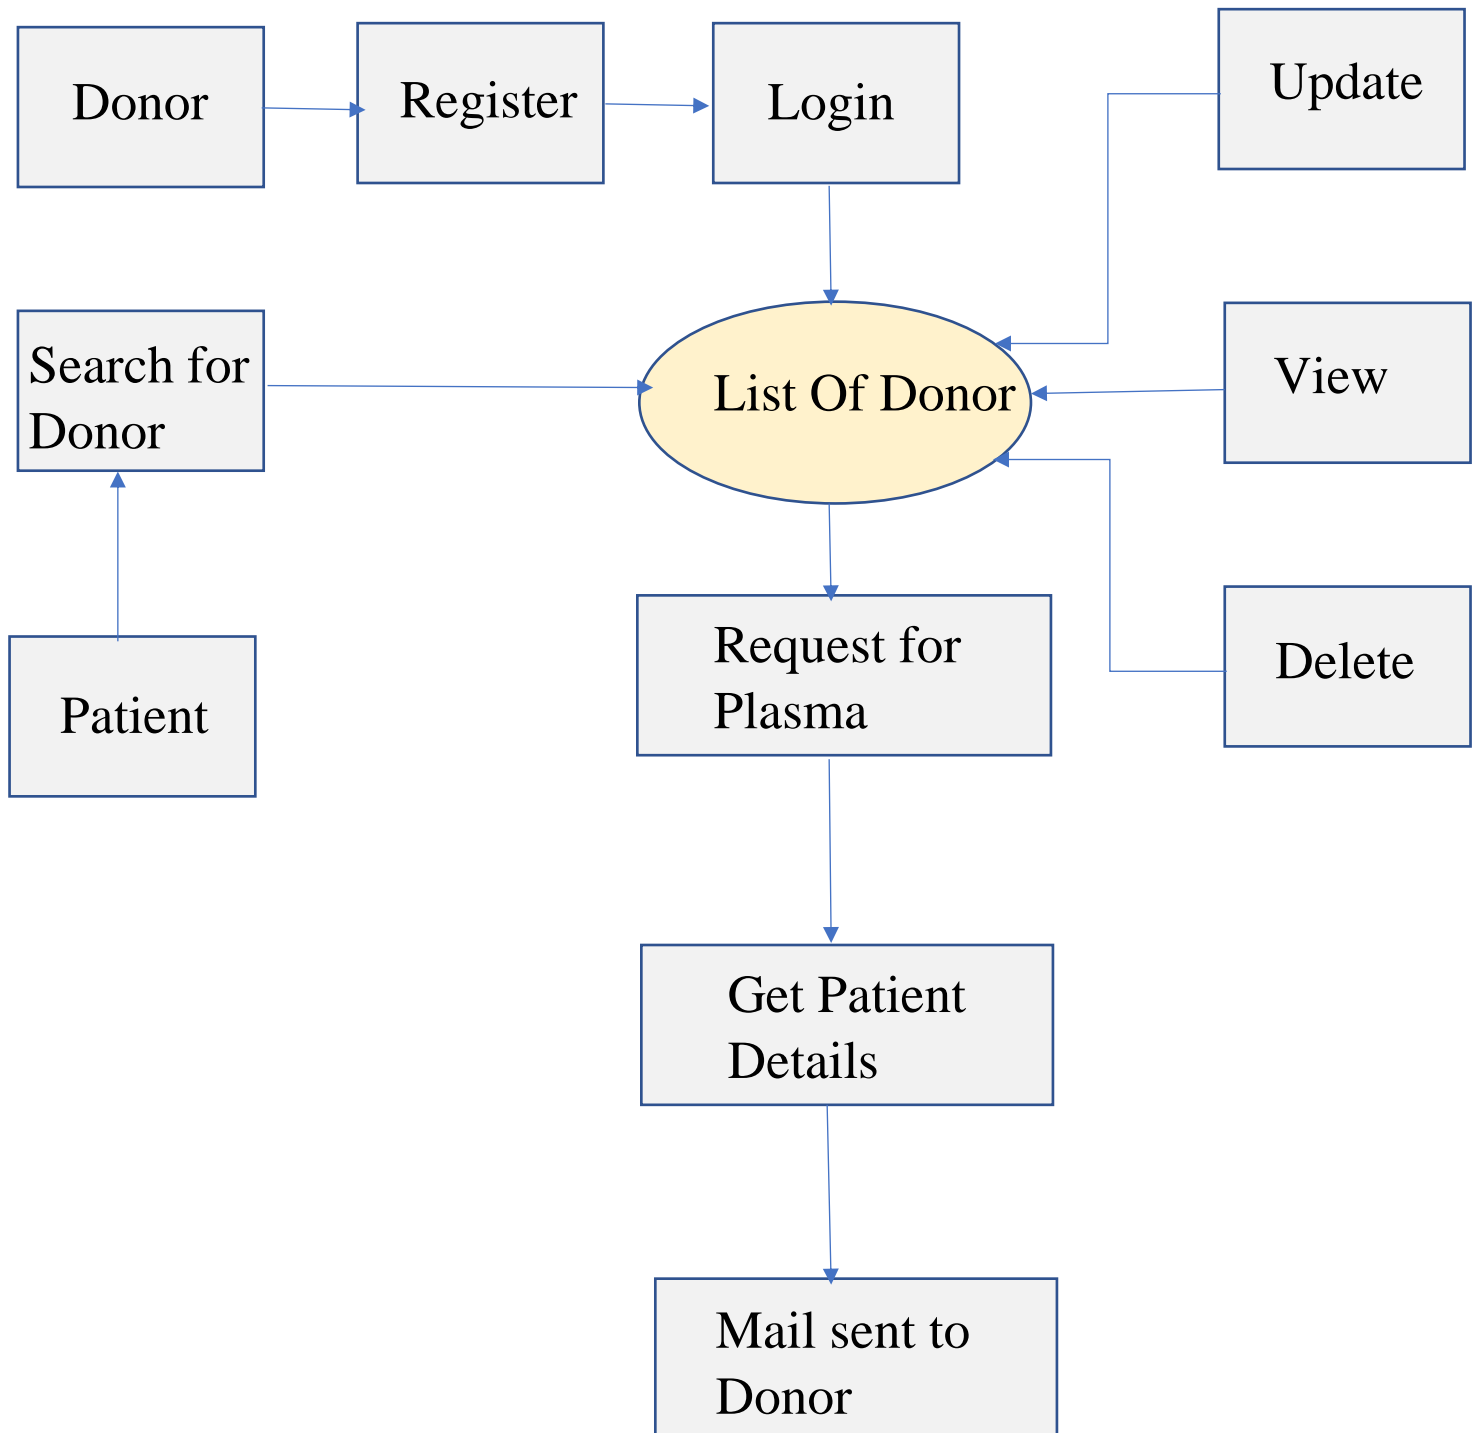 Donor
Register
Login
Update
Search for
Donor
List Of Donor
View
Patient
Request for
Plasma
Delete
Get Patient
Details
Mail sent to
Donor